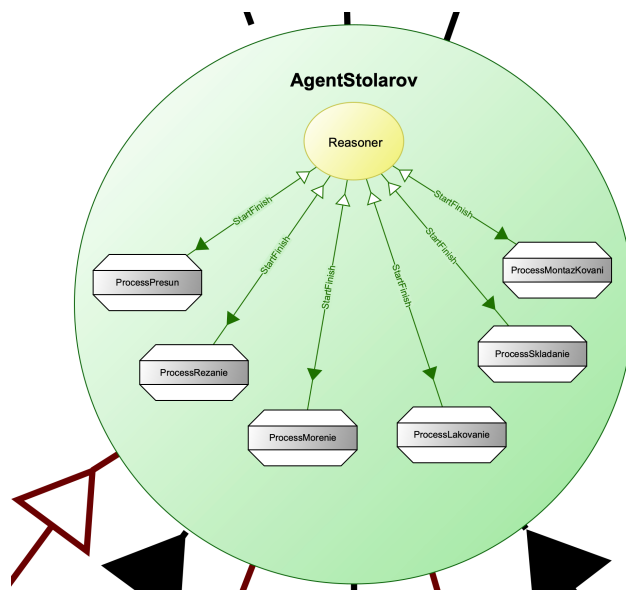 AgentStolarov
Reasoner
StartFinish
StartFinish
StartFinish
StartFinish
StartFinish
StartFinish
ProcessPresun
ProcessMontazKovani
ProcessRezanie
ProcessSkladanie
ProcessMorenie
ProcessLakovanie